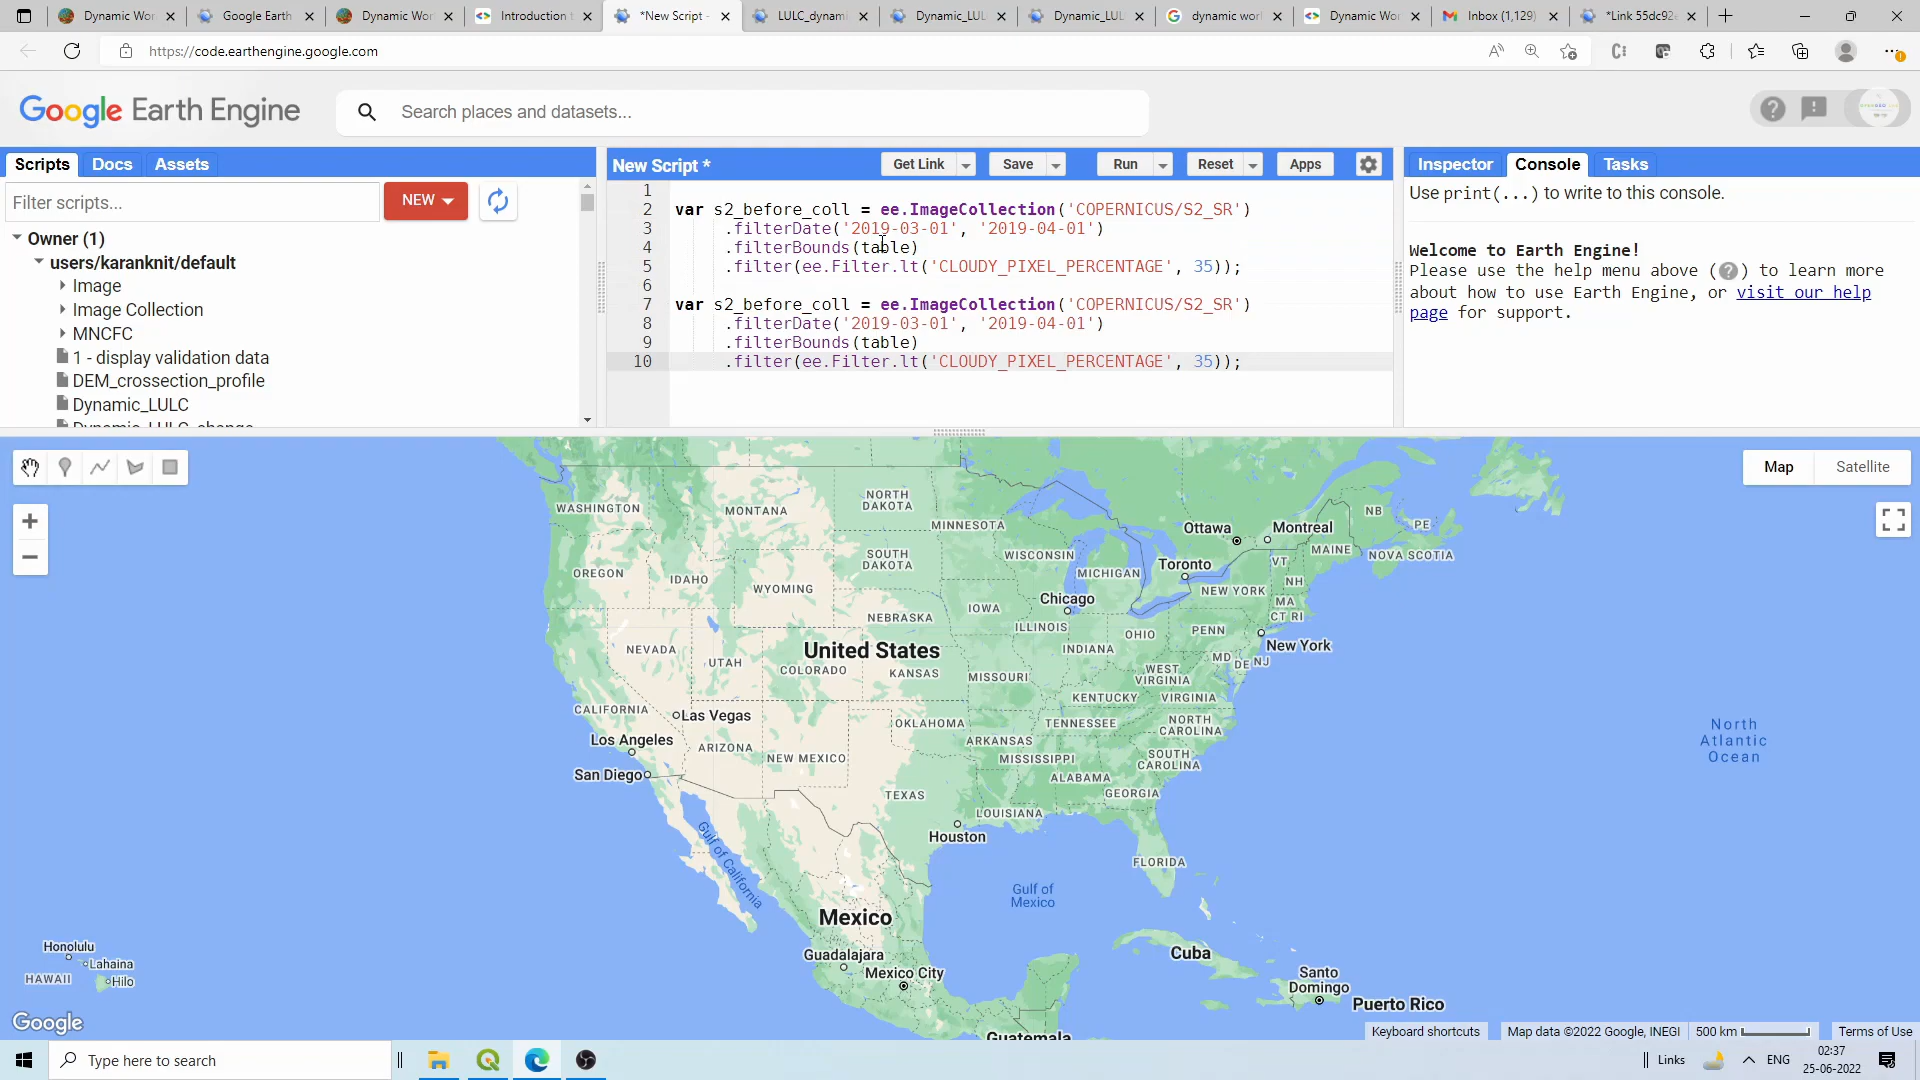 Dynamic Wor
Google Earth
Dynamic Wor
Introduction t
*New Script -
LULC_dynami
Dynamic_LUL
Dynamic_LUL
dynamic worl
Dynamic Wor
Inbox (1,129)
*Link 55dc92
https://code.earthengine.google.com
Google Earth Engine
Search places and datasets...
Scripts
Docs
Assets
New Script *
Get Link
Save
Run
Reset
Apps
Inspector
Console
Tasks
Filter scripts...
NEW
Owner (1)
users/karanknit/default
Image
Image Collection
MNCFC
1 - display validation data
DEM_crossection_profile
Dynamic_LULC
Dynamic_LULC_change
1
2 var s2_before_coll = ee.ImageCollection('COPERNICUS/S2_SR')
3 .filterDate('2019-03-01', '2019-04-01')
4 .filterBounds(table)
5 .filter(ee.Filter.lt('CLOUDY_PIXEL_PERCENTAGE', 35));
6
7 var s2_before_coll = ee.ImageCollection('COPERNICUS/S2_SR')
8 .filterDate('2019-03-01', '2019-04-01')
9 .filterBounds(table)
10 .filter(ee.Filter.lt('CLOUDY_PIXEL_PERCENTAGE', 35));
Use print(...) to write to this console.
Welcome to Earth Engine!
Please use the help menu above (?) to learn more
about how to use Earth Engine, or visit our help
page for support.
Map
Satellite
WASHINGTON
MONTANA
NORTH
DAKOTA
MINNESOTA
OREGON
IDAHO
WYOMING
SOUTH
DAKOTA
WISCONSIN
MICHIGAN
Ottawa
Montreal
Toronto
NB
PE
MAINE
NOVA SCOTIA
VT
NH
NEW YORK
MA
CT RI
Chicago
IOWA
NEBRASKA
ILLINOIS
INDIANA
OHIO
PENN
New York
MD
DE
NJ
NEVADA
UTAH
United States
COLORADO
KANSAS
MISSOURI
WEST
VIRGINIA
KENTUCKY
VIRGINIA
CALIFORNIA
Las Vegas
Los Angeles
San Diego
ARIZONA
NEW MEXICO
OKLAHOMA
ARKANSAS
TENNESSEE
NORTH
CAROLINA
SOUTH
CAROLINA
MISSISSIPPI
ALABAMA
GEORGIA
TEXAS
LOUISIANA
Houston
FLORIDA
North
Atlantic
Ocean
Gulf of California
Gulf of
Mexico
Mexico
Guadalajara
Mexico City
Cuba
Santo
Domingo
Puerto Rico
Guatemala
Honolulu
Lahaina
HAWAII
Hilo
Google
Keyboard shortcuts
Map data ©2022 Google, INEGI
500 km
Terms of Use
Type here to search
Links
ENG
02:37
25-06-2022